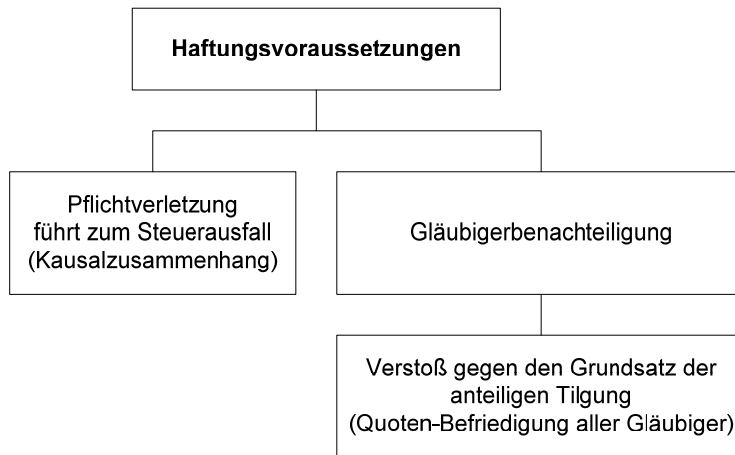 Haftungsvoraussetzungen
Pflichtverletzung
führt zum Steuerausfall
(Kausalzusammenhang)
Gläubigerbenachteiligung
Verstoß gegen den Grundsatz der
anteiligen Tilgung
(Quoten-Befriedigung aller Gläubiger)